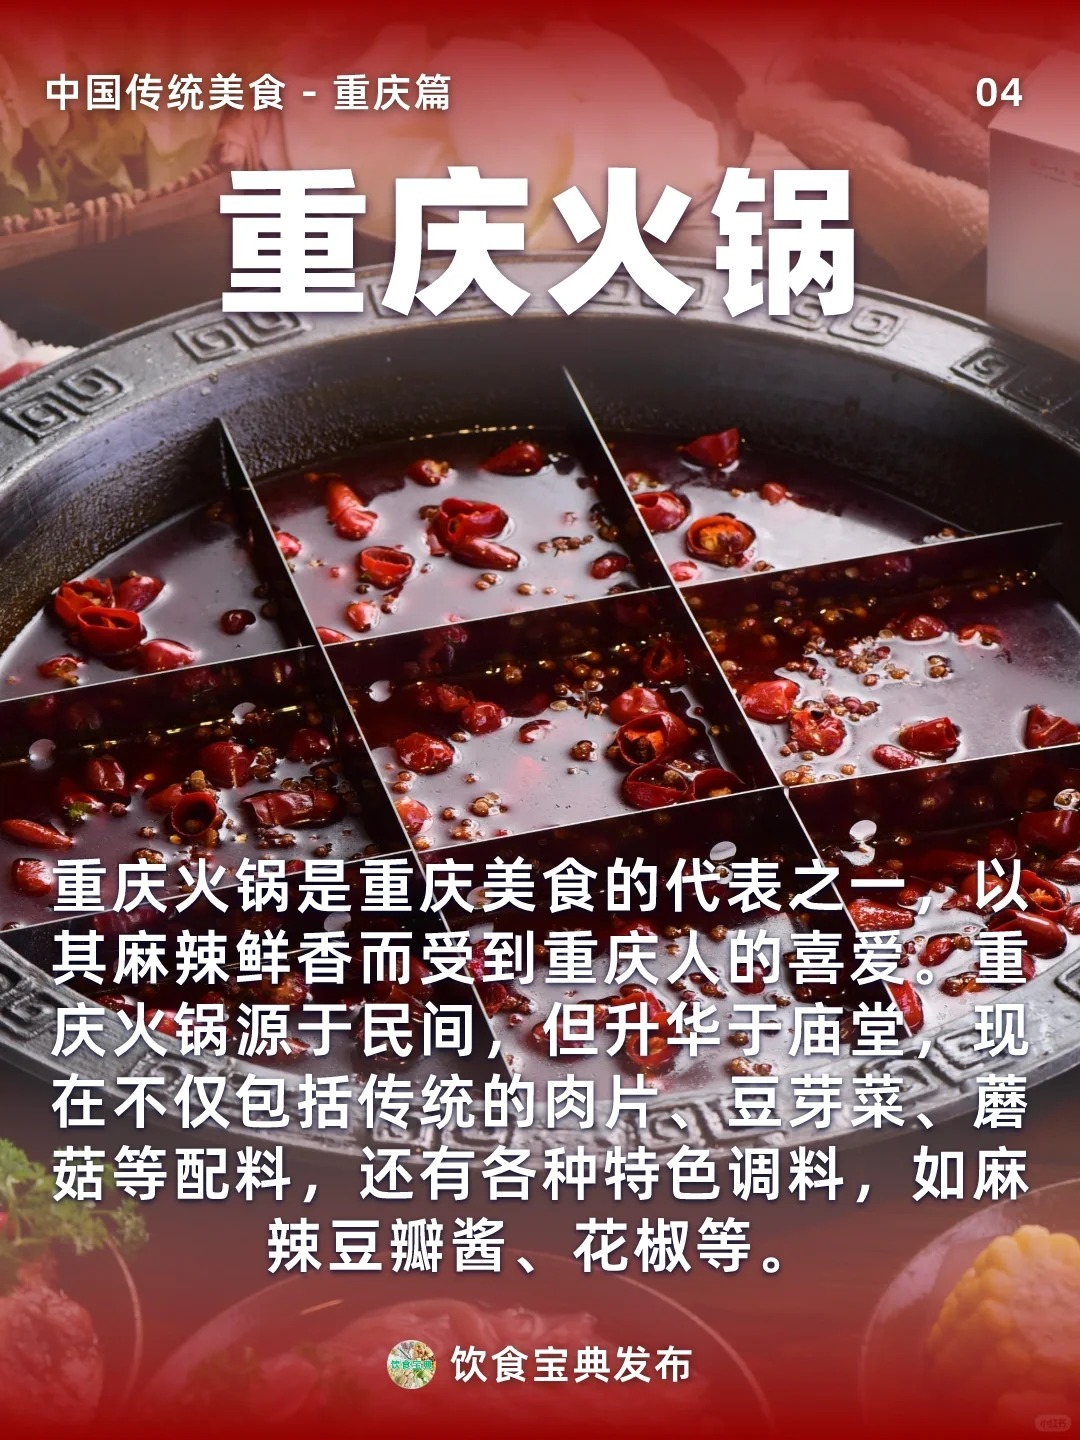 中国传统美食 - 重庆篇
04
重庆火锅
重庆火锅是重庆美食的代表之一，以
其麻辣鲜香而受到重庆人的喜爱。重
庆火锅源于民间，但升华于庙堂，现
在不仅包括传统的肉片、豆芽菜、蘑
菇等配料，还有各种特色调料，如麻
辣豆瓣酱、花椒等。
饮食宝典
饮食宝典发布